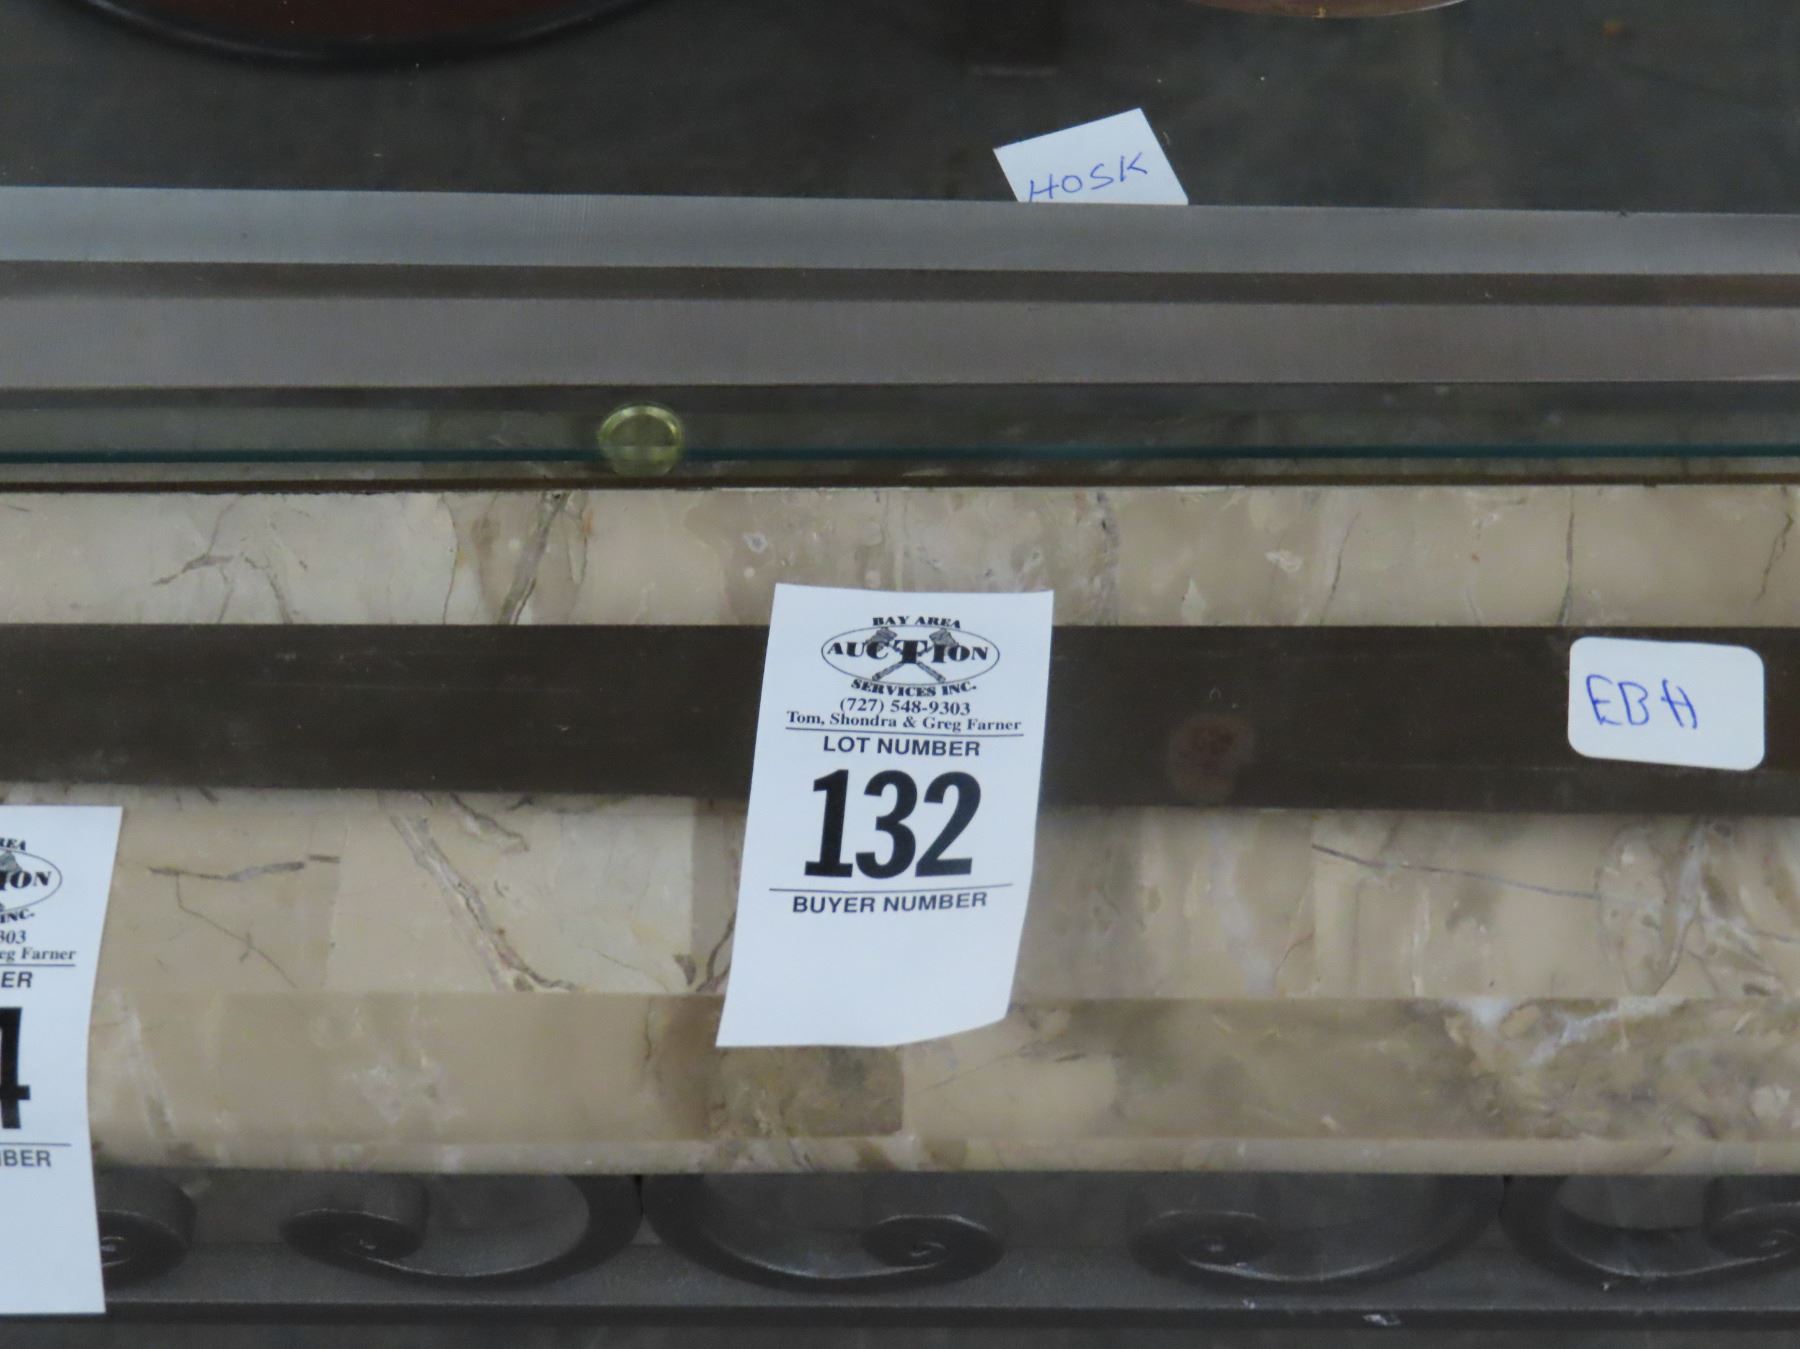 HOSK
BAY AREA
AUCTION
SERVICES INC.
(727) 548-9303
Tom, Shondra & Greg Farner
LOT NUMBER
132
BUYER NUMBER
EBH
REA
ION
INC.
303
eg Farner
ER
4
BER